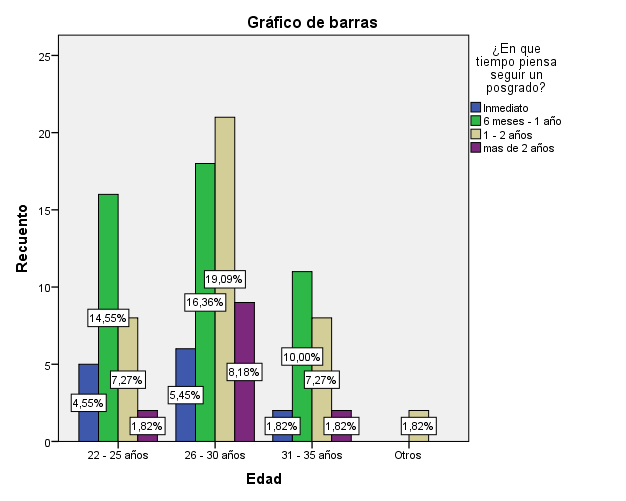 Gráfico de barras
¿En que
tiempo piensa
seguir un
posgrado?
Inmediato
6 meses - 1 año
1 - 2 años
mas de 2 años
Recuento
25
20
15
10
5
0
4,55%
14,55%
7,27%
1,82%
5,45%
16,36%
19,09%
8,18%
1,82%
10,00%
7,27%
1,82%
1,82%
22 - 25 años
26 - 30 años
31 - 35 años
Otros
Edad